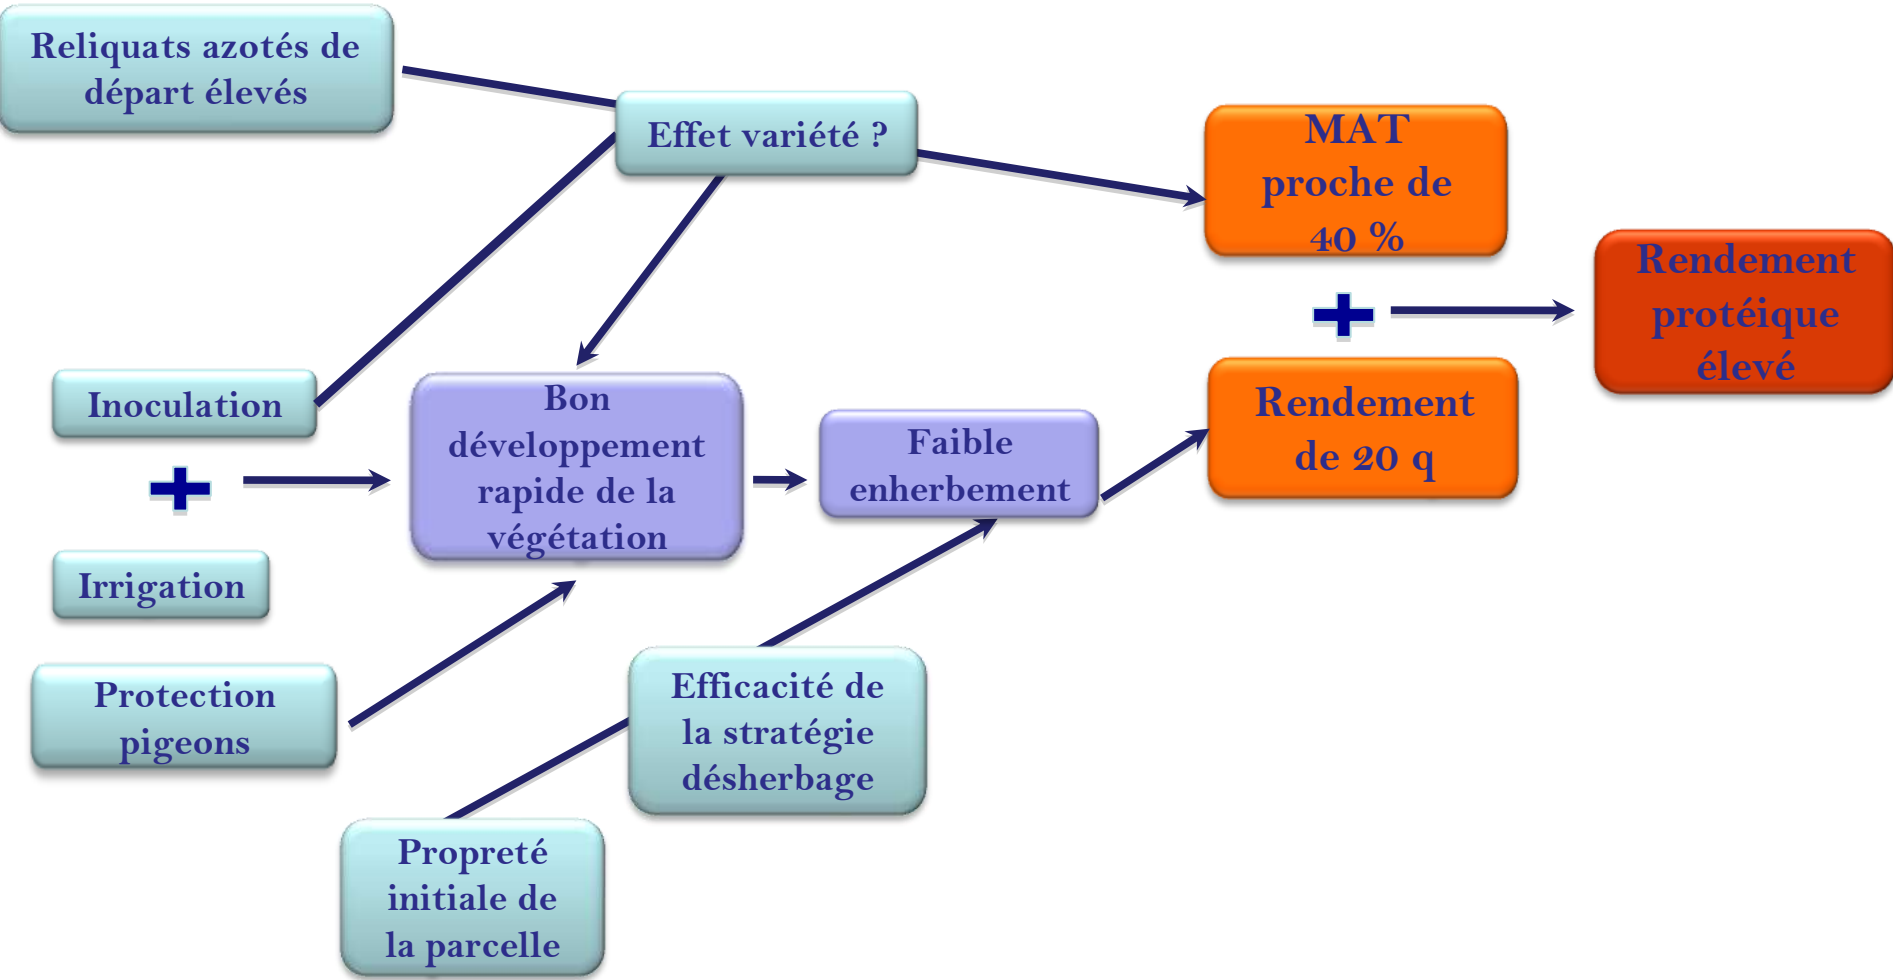 Reliquats azotés de
départ élevés
Effet variété ?
MAT
proche de
40 %
Rendement
protéique
élevé
Inoculation
+
Irrigation
Bon
développement
rapide de la
végétation
Faible
enherbement
+
Rendement
de 20 q
Protection
pigeons
Efficacité de
la stratégie
désherbage
Propreté
initiale de
la parcelle